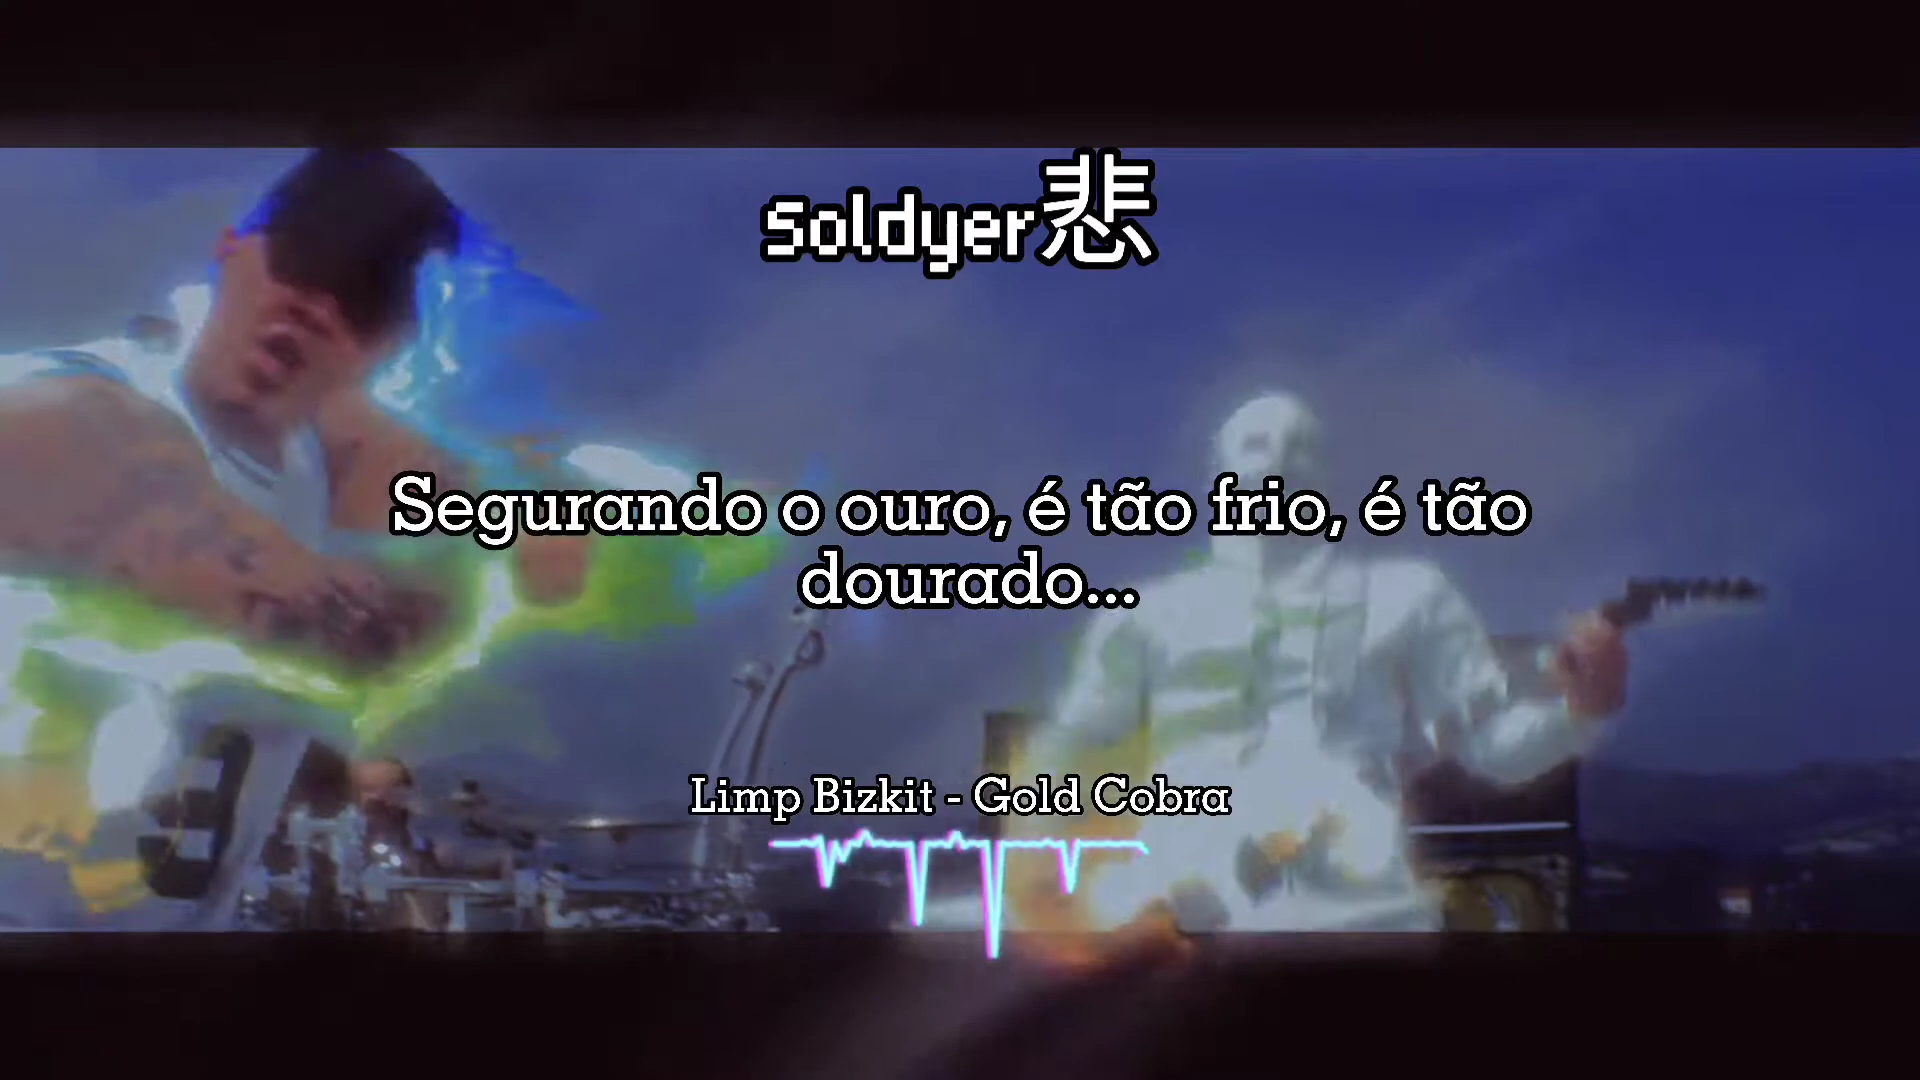 Soldyer悲
Segurando o ouro, é tão frio, é tão
dourado...
Limp Bizkit - Gold Cobra